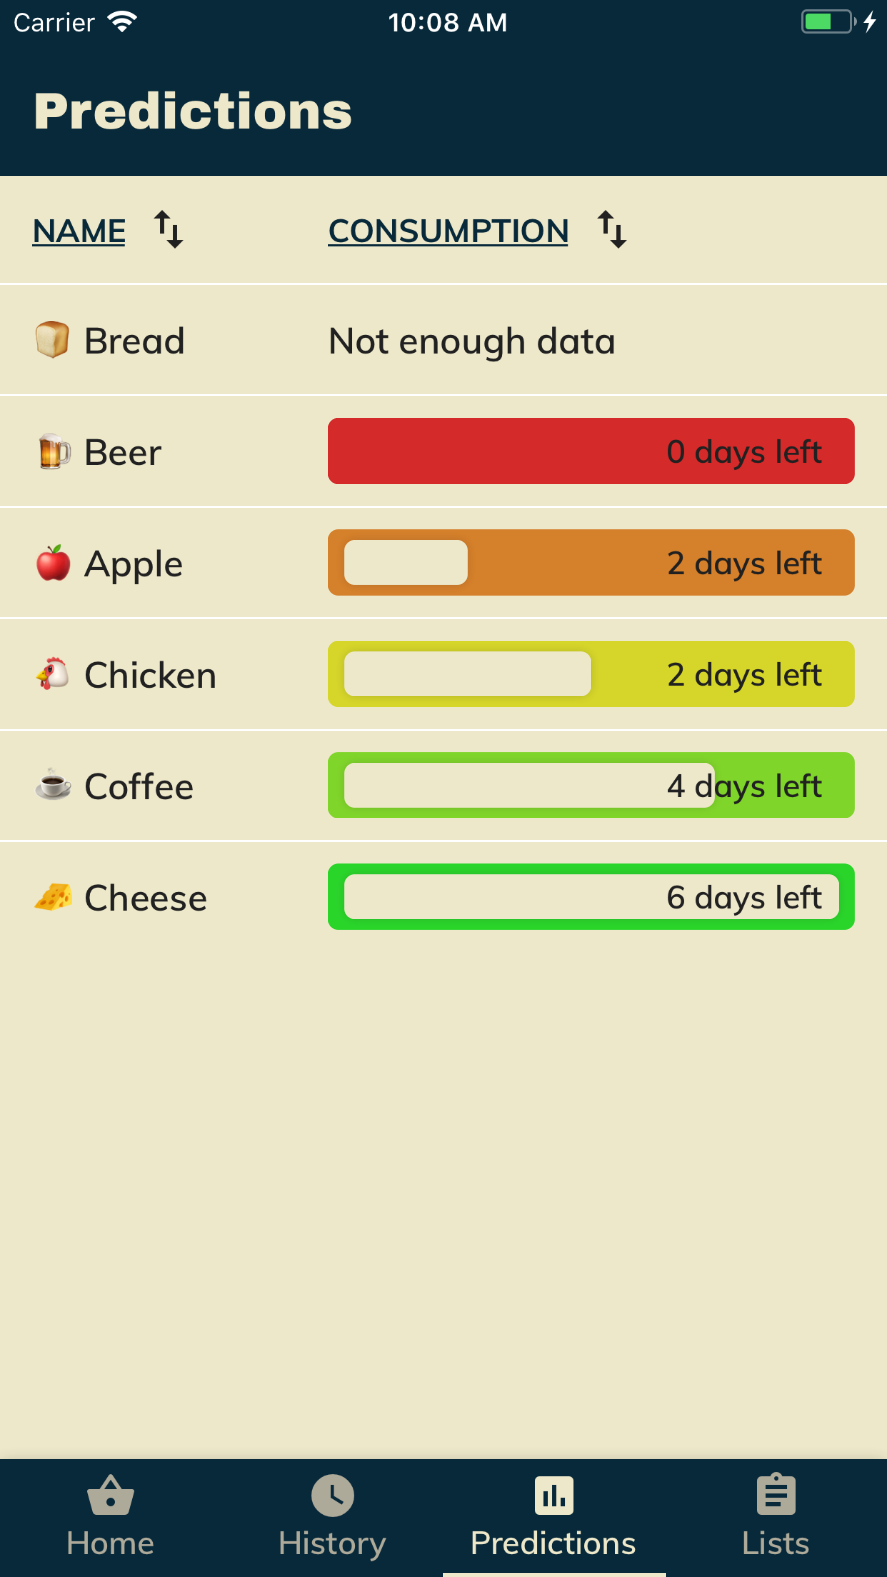 Carrier 10:08 AM
Predictions
NAME CONSUMPTION
Bread Not enough data
Beer 0 days left
Apple 2 days left
Chicken 2 days left
Coffee 4 days left
Cheese 6 days left
Home History Predictions Lists